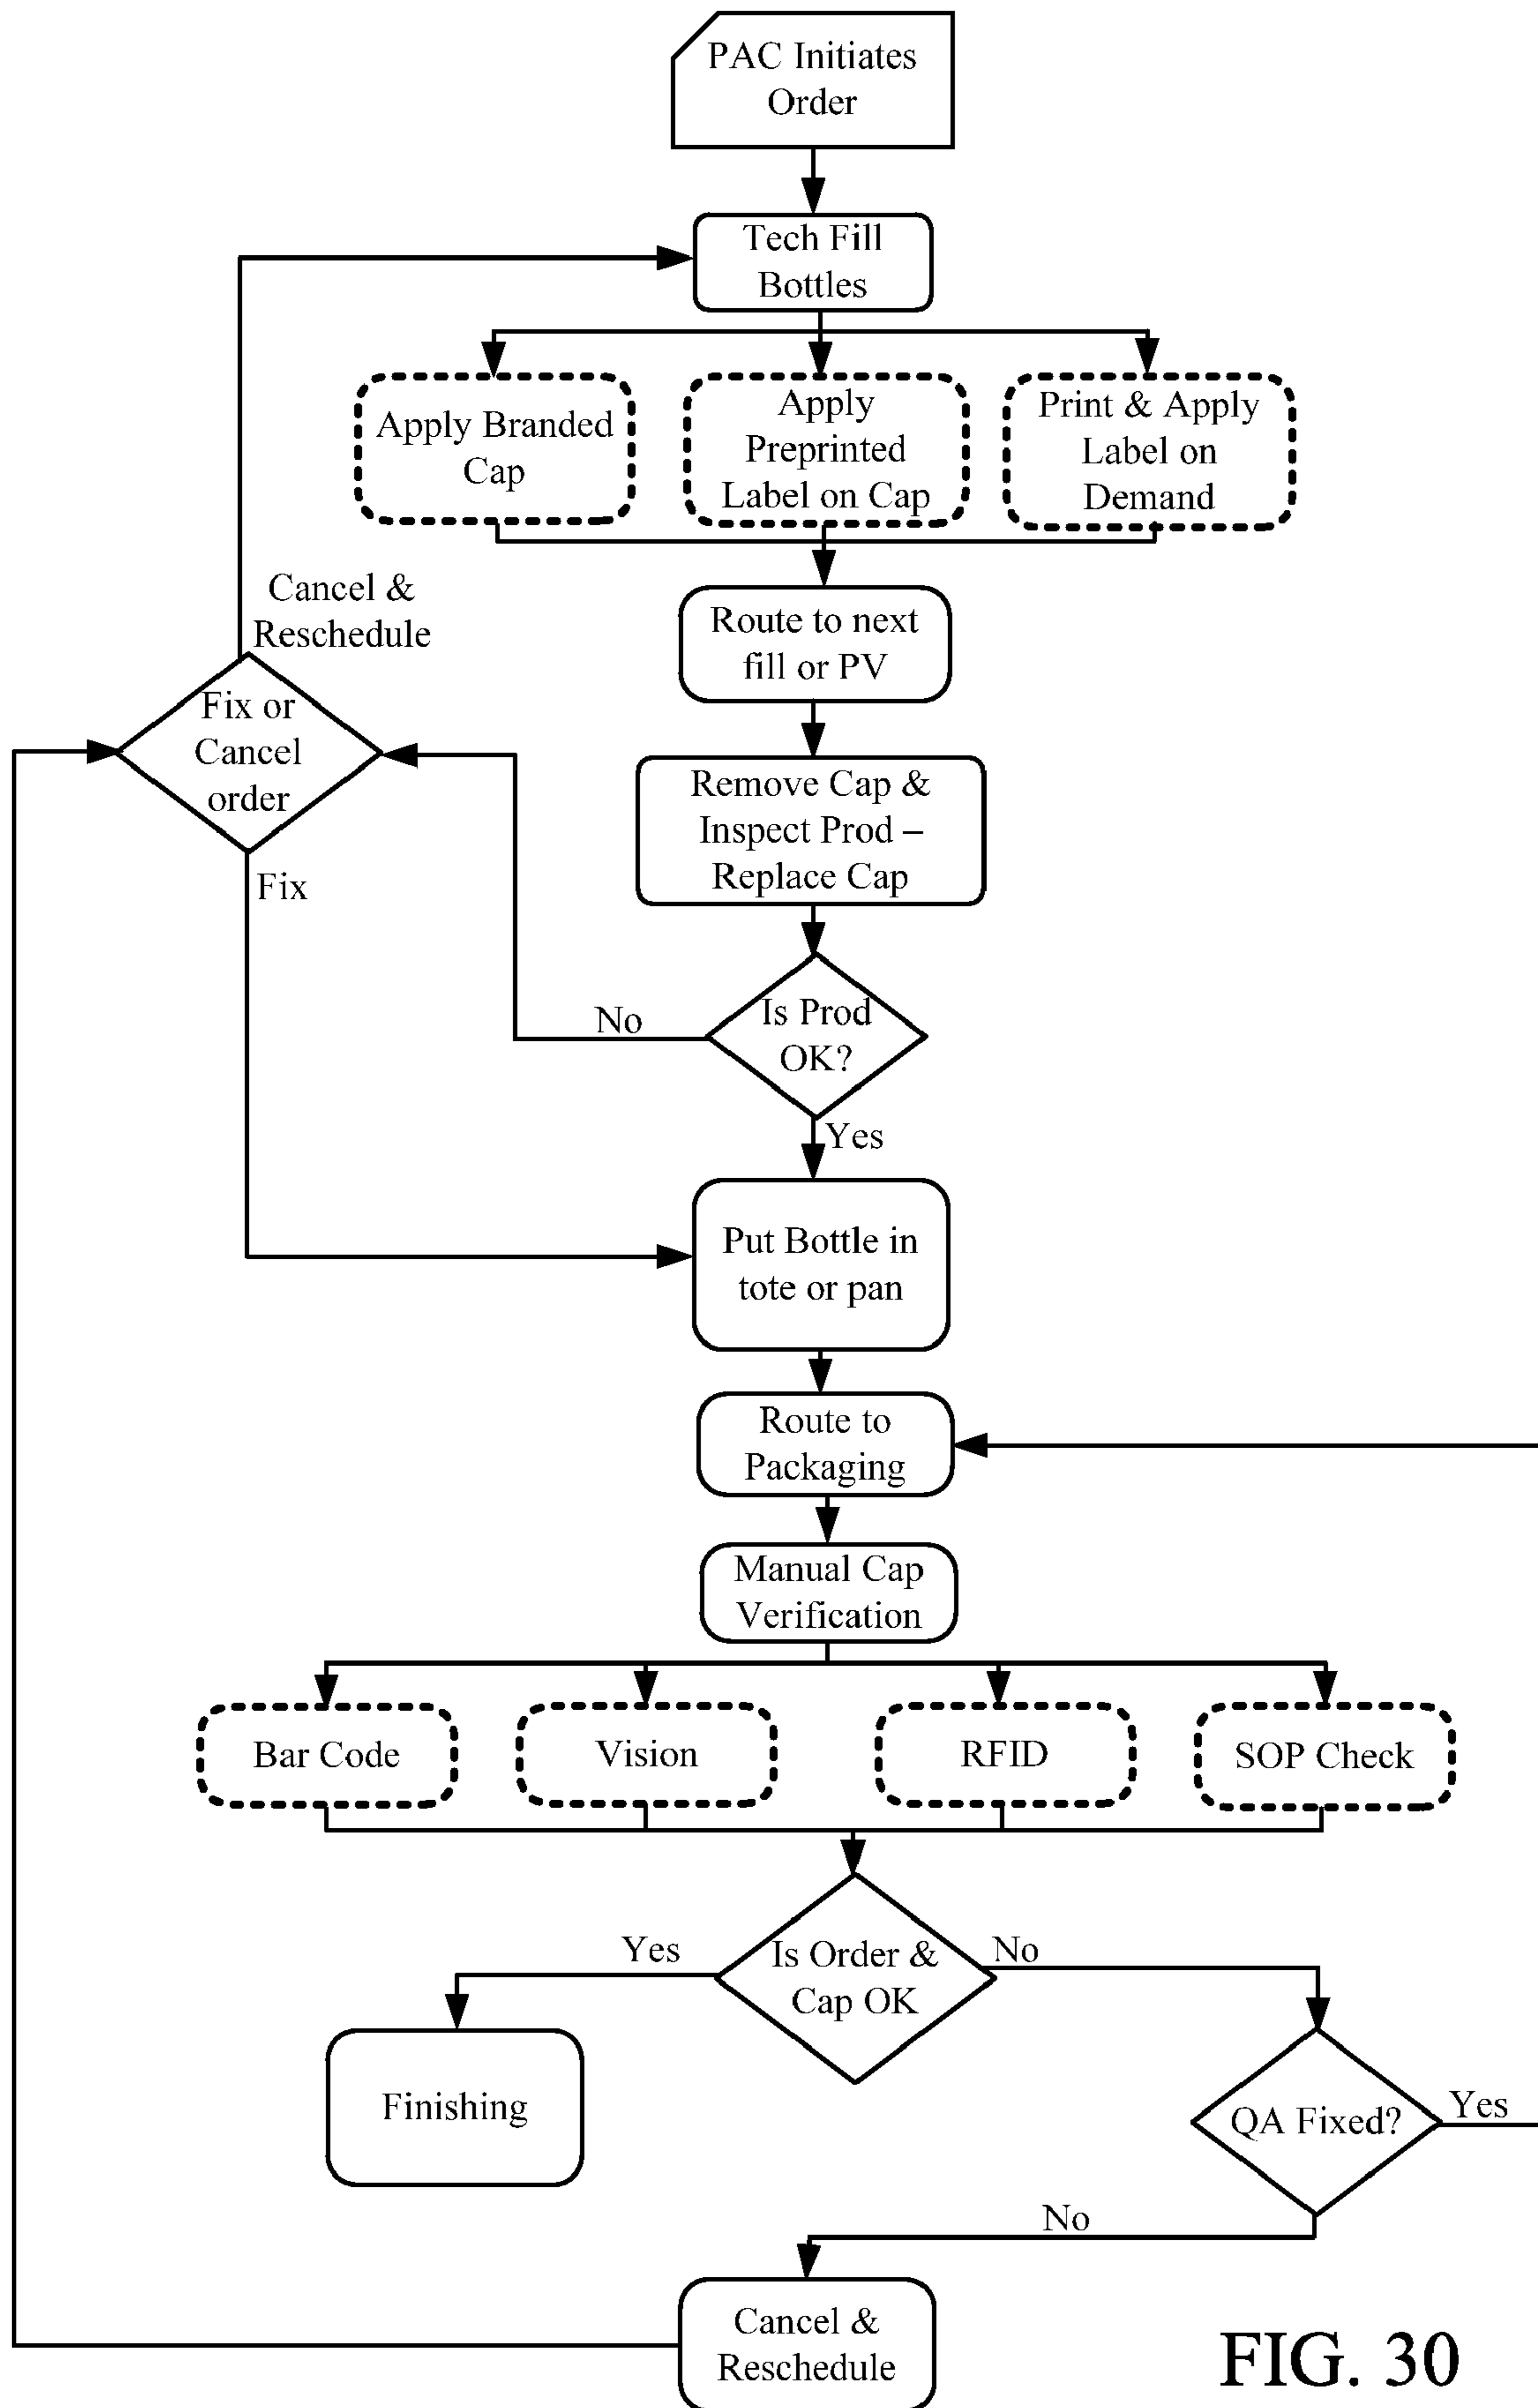 PAC Initiates
Order
Tech Fill
Bottles
Apply Branded
Cap
Apply
Preprinted
Label on Cap
Print & Apply
Label on
Demand
Cancel &
Reschedule
Route to next
fill or PV
Fix or
Cancel
order
Remove Cap &
Inspect Prod –
Replace Cap
Fix
No
Is Prod
OK?
Yes
Put Bottle in
tote or pan
Route to
Packaging
Manual Cap
Verification
Bar Code
Vision
RFID
SOP Check
Yes
Is Order &
Cap OK
No
Finishing
QA Fixed?
Yes
No
Cancel &
Reschedule
FIG. 30